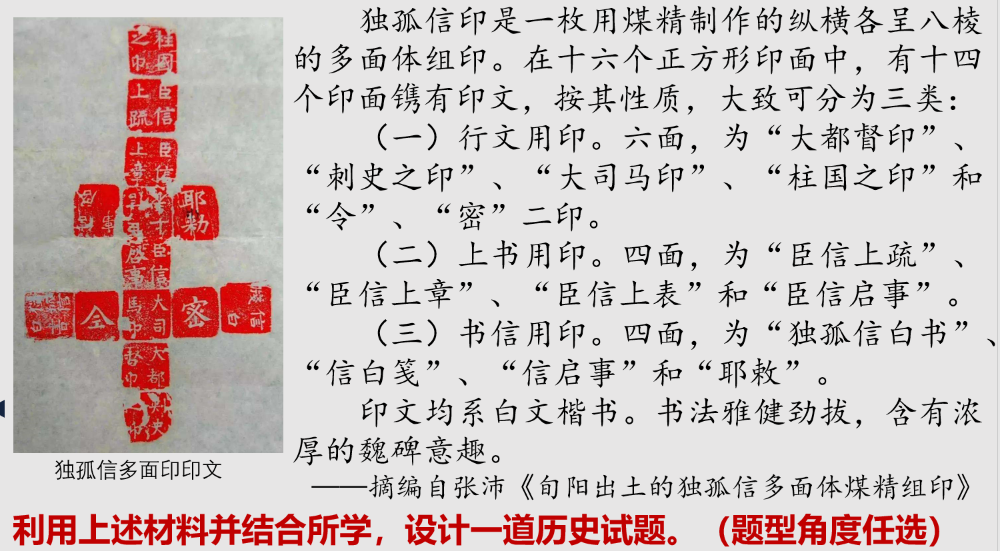 之印 柱國
上疏 臣信
上章 臣信
耶勑
啓事 臣信
令
大司馬印
密
信白
大都督印
刺史之印
独孤信多面印印文
独孤信印是一枚用煤精制作的纵横各呈八棱
的多面体组印。在十六个正方形印面中，有十四
个印面镌有印文，按其性质，大致可分为三类：
（一）行文用印。六面，为“大都督印”、
“刺史之印”、“大司马印”、“柱国之印”和
“令”、“密”二印。
（二）上书用印。四面，为“臣信上疏”、
“臣信上章”、“臣信上表”和“臣信启事”。
（三）书信用印。四面，为“独孤信白书”、
“信白笺”、“信启事”和“耶敕”。
印文均系白文楷书。书法雅健劲拔，含有浓
厚的魏碑意趣。
——摘编自张沛《旬阳出土的独孤信多面体煤精组印》
利用上述材料并结合所学，设计一道历史试题。（题型角度任选）